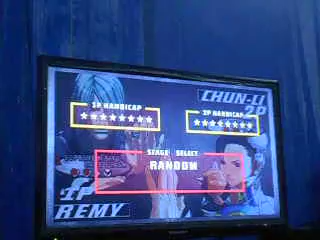 CHUN-LI
2P
1P HANDICAP
★★★★★★★★
2P HANDICAP
★★★★★★★★
STAGE SELECT
RANDOM
1P
REMY